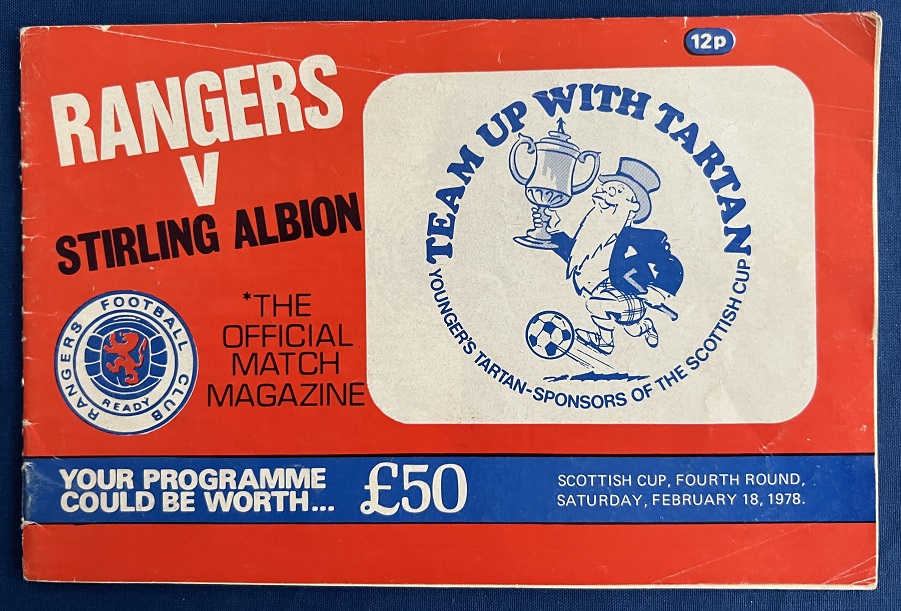 12p
RANGERS
V
STIRLING ALBION
TEAM UP WITH TARTAN
YOUNGER'S TARTAN-SPONSORS OF THE SCOTTISH CUP
*THE
OFFICIAL
MATCH
MAGAZINE
RANGERS FOOTBALL CLUB
READY
YOUR PROGRAMME
COULD BE WORTH... £50
SCOTTISH CUP, FOURTH ROUND,
SATURDAY, FEBRUARY 18, 1978.